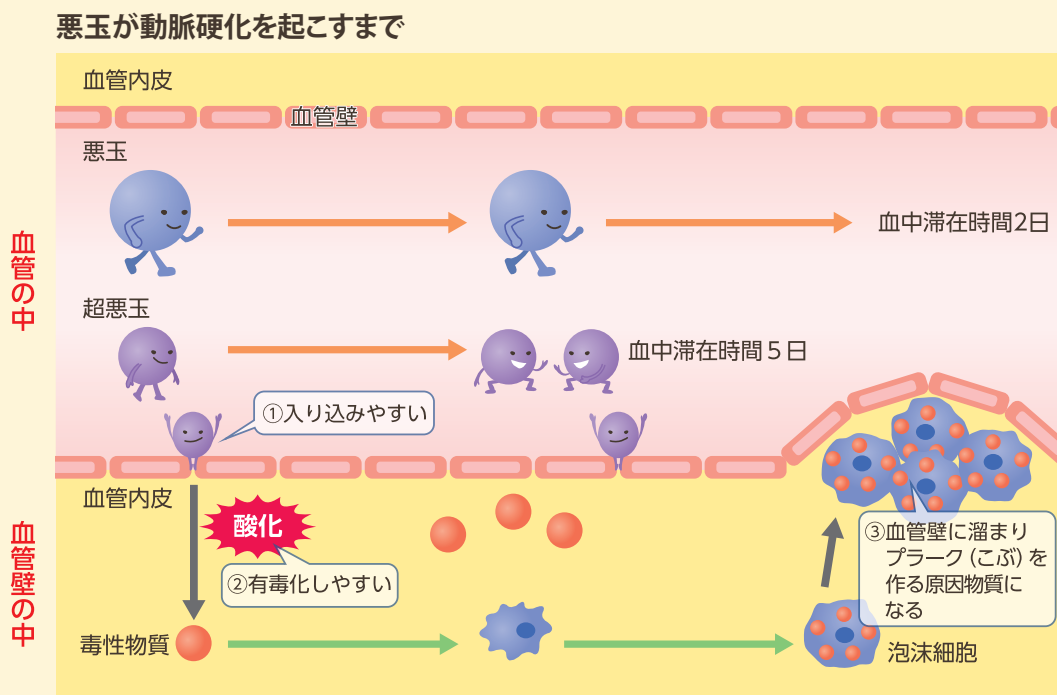 悪玉が動脈硬化を起こすまで
血管内皮
血管壁
血管の中
悪玉
血中滞在時間2日
超悪玉
血中滞在時間5日
①入り込みやすい
血管壁の中
血管内皮
酸化
②有毒化しやすい
③血管壁に溜まり
プラーク（こぶ）を
作る原因物質に
なる
毒性物質
泡沫細胞